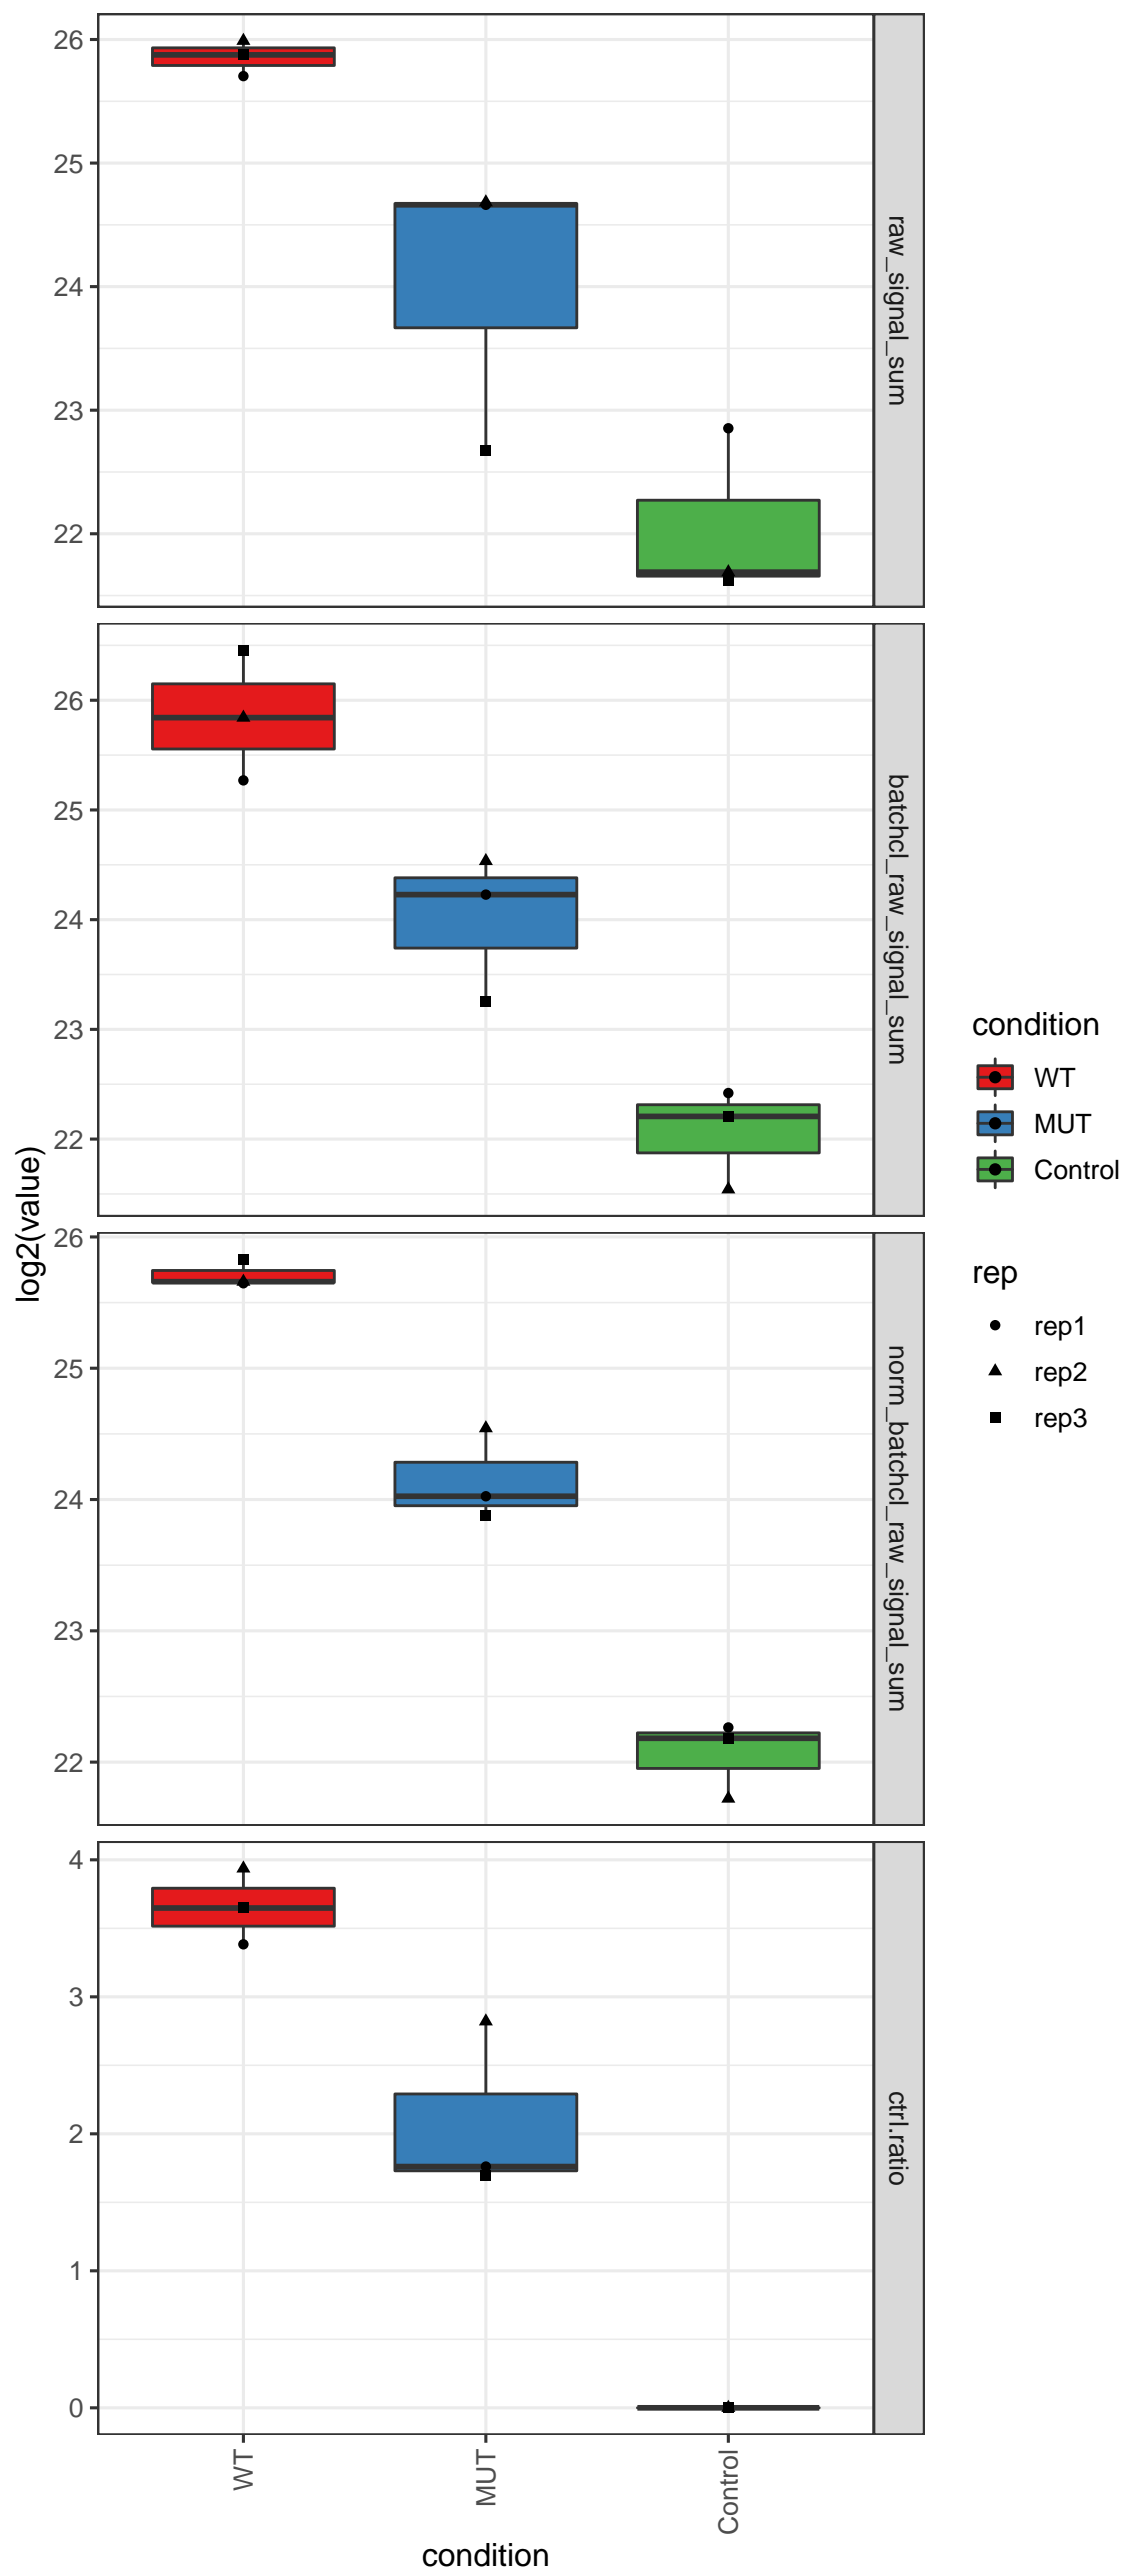 log2(value)
26
25
24
23
22
raw_signal_sum
26
25
24
23
22
batchcl_raw_signal_sum
26
25
24
23
22
norm_batchcl_raw_signal_sum
4
3
2
1
0
ctrl.ratio
WT
MUT
Control
condition
condition
WT
MUT
Control
rep
rep1
rep2
rep3